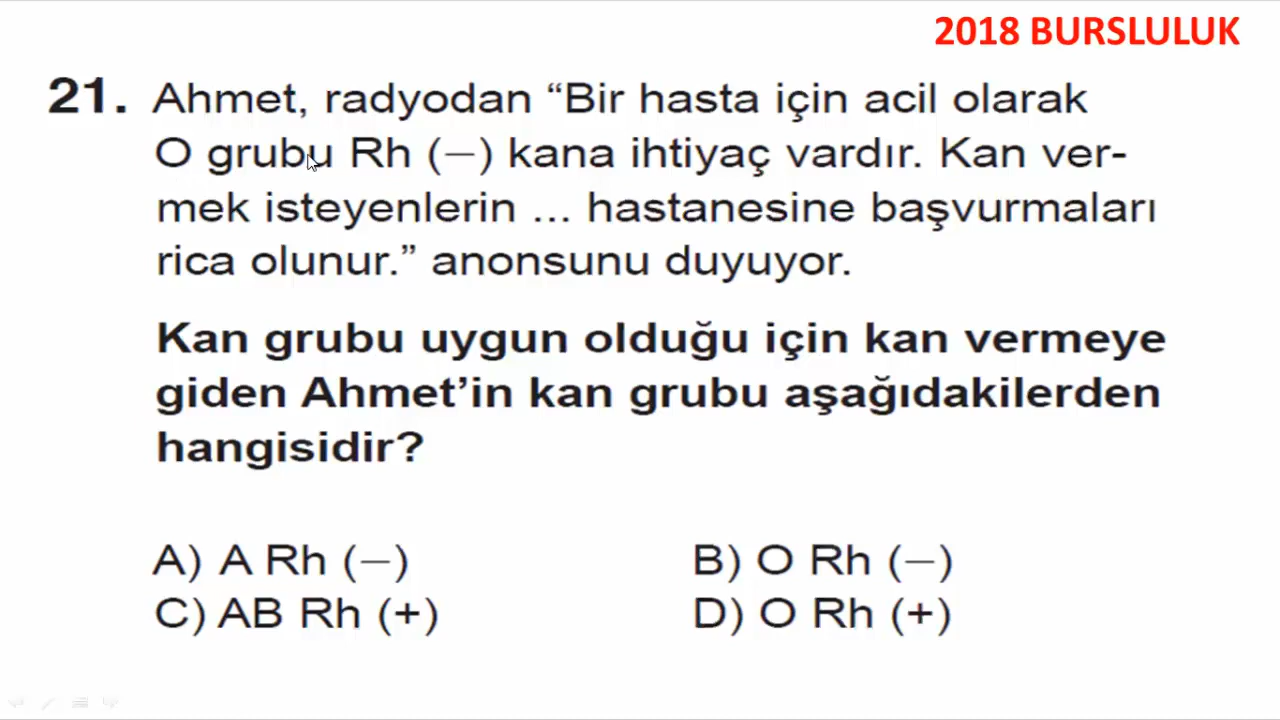 2018 BURSLULUK
21. Ahmet, radyodan “Bir hasta için acil olarak
O grubu Rh (−) kana ihtiyaç vardır. Kan ver-
mek isteyenlerin ... hastanesine başvurmaları
rica olunur.” anonsunu duyuyor.
Kan grubu uygun olduğu için kan vermeye
giden Ahmet’in kan grubu aşağıdakilerden
hangisidir?
A) A Rh (−) B) O Rh (−)
C) AB Rh (+) D) O Rh (+)